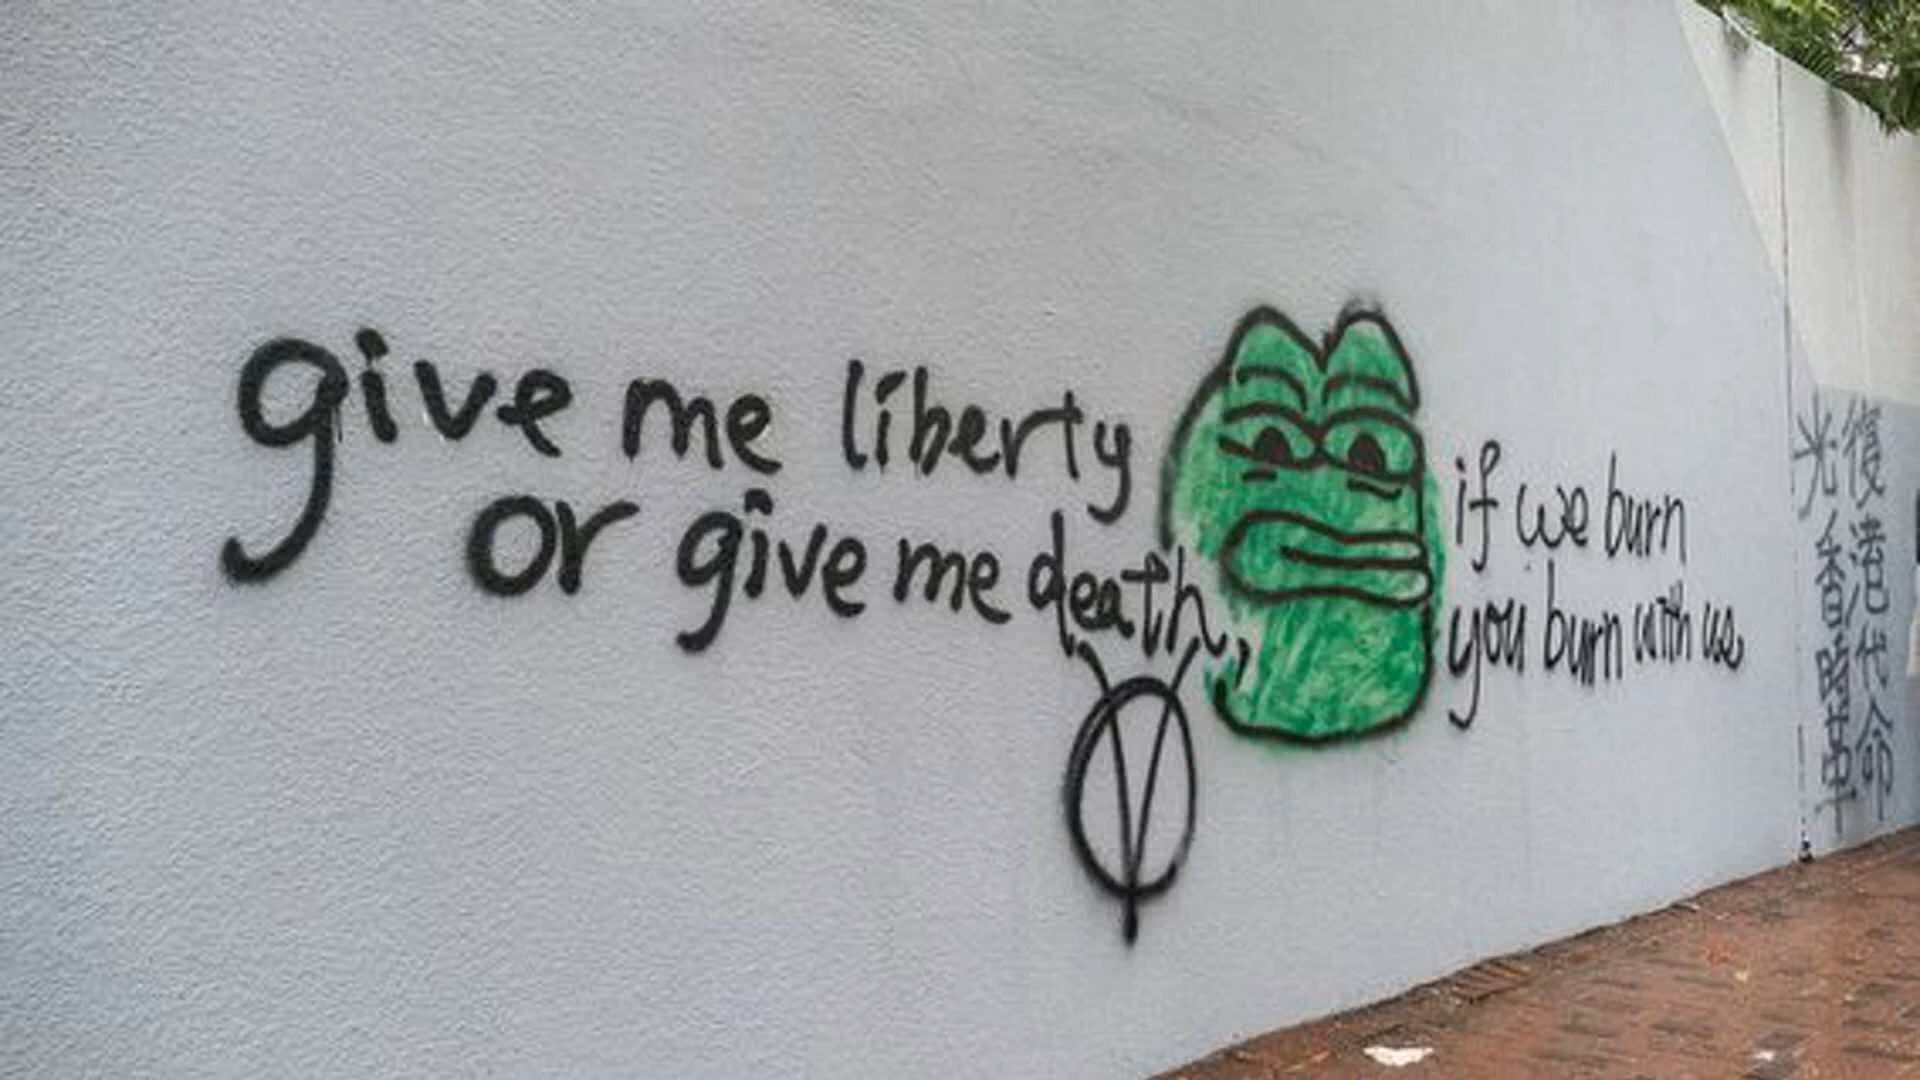 give me liberty
or give me death,
if we burn
you burn with us
光復
香港
時代
革命